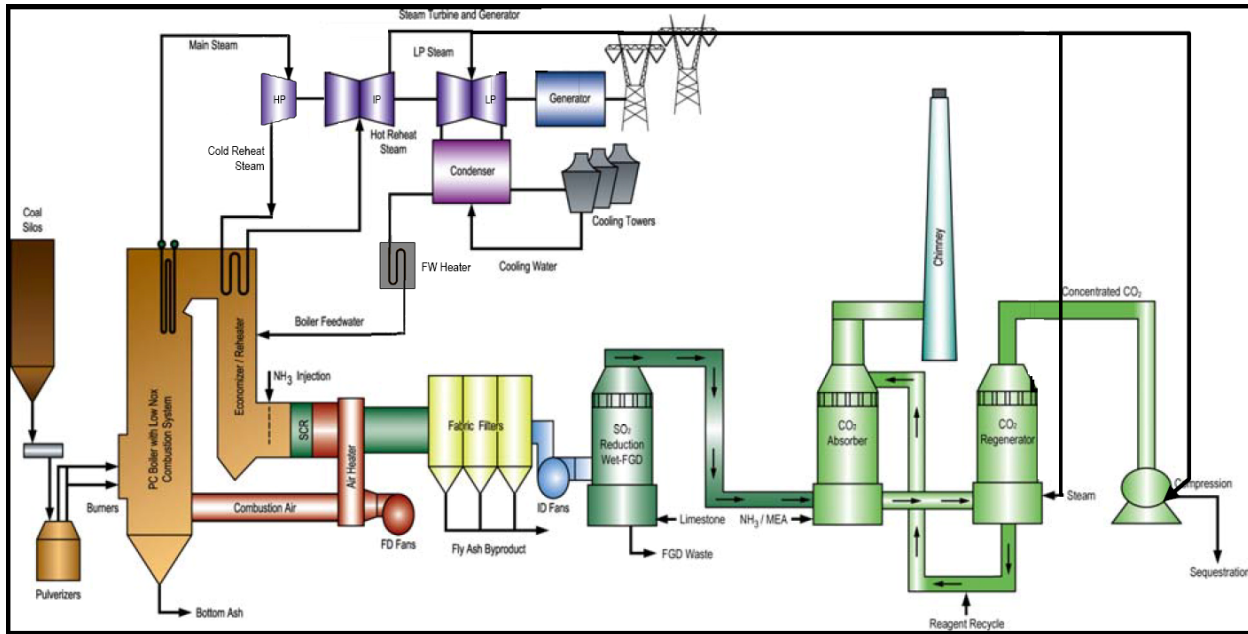 Steam Turbine and Generator
Main Steam
LP Steam
HP
IP
LP
Generator
Hot Reheat
Steam
Cold Reheat
Steam
Condenser
Cooling Towers
Coal
Silos
FW Heater
Cooling Water
Chimney
Concentrated CO₂
Boiler Feedwater
Economizer / Reheater
NH₃ Injection
PC Boiler with Low Nox
Combustion System
SCR
Air Heater
Fabric Filters
SO₂
Reduction
Wet-FGD
CO₂
Absorber
CO₂
Regenerator
Compression
Burners
Combustion Air
ID Fans
Steam
FD Fans
Limestone
NH₃ / MEA
Fly Ash Byproduct
FGD Waste
Sequestration
Pulverizers
Bottom Ash
Reagent Recycle